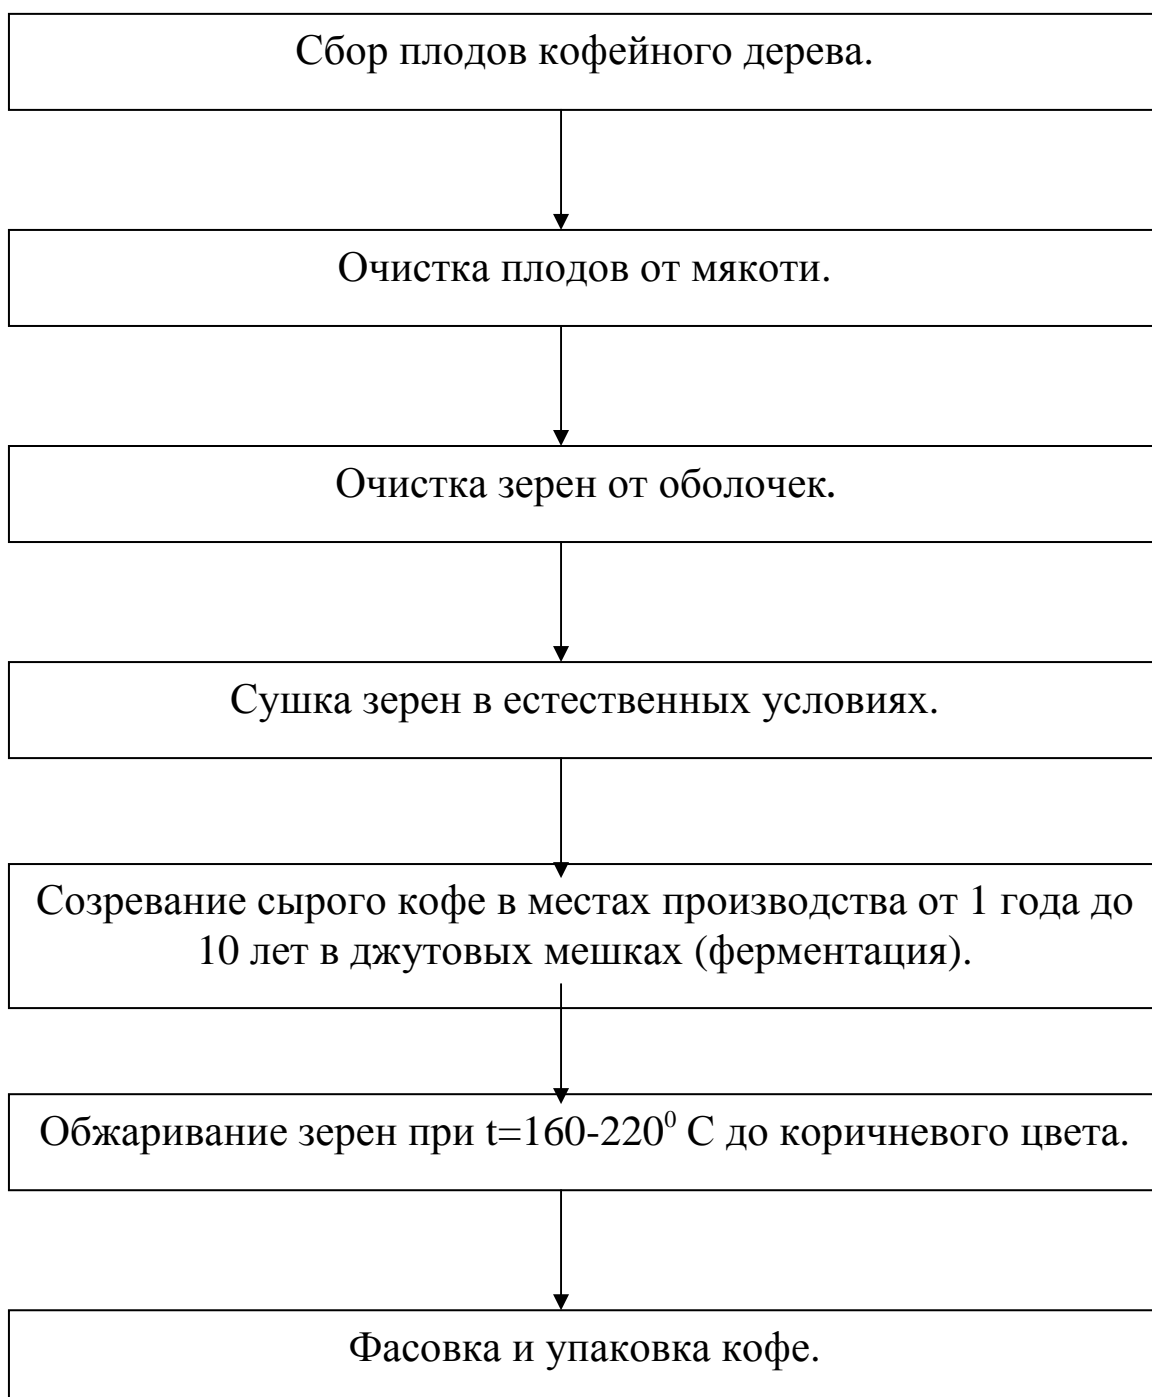 Сбор плодов кофейного дерева.
Очистка плодов от мякоти.
Очистка зерен от оболочек.
Сушка зерен в естественных условиях.
Созревание сырого кофе в местах производства от 1 года до
10 лет в джутовых мешках (ферментация).
Обжаривание зерен при t=160-220⁰ С до коричневого цвета.
Фасовка и упаковка кофе.